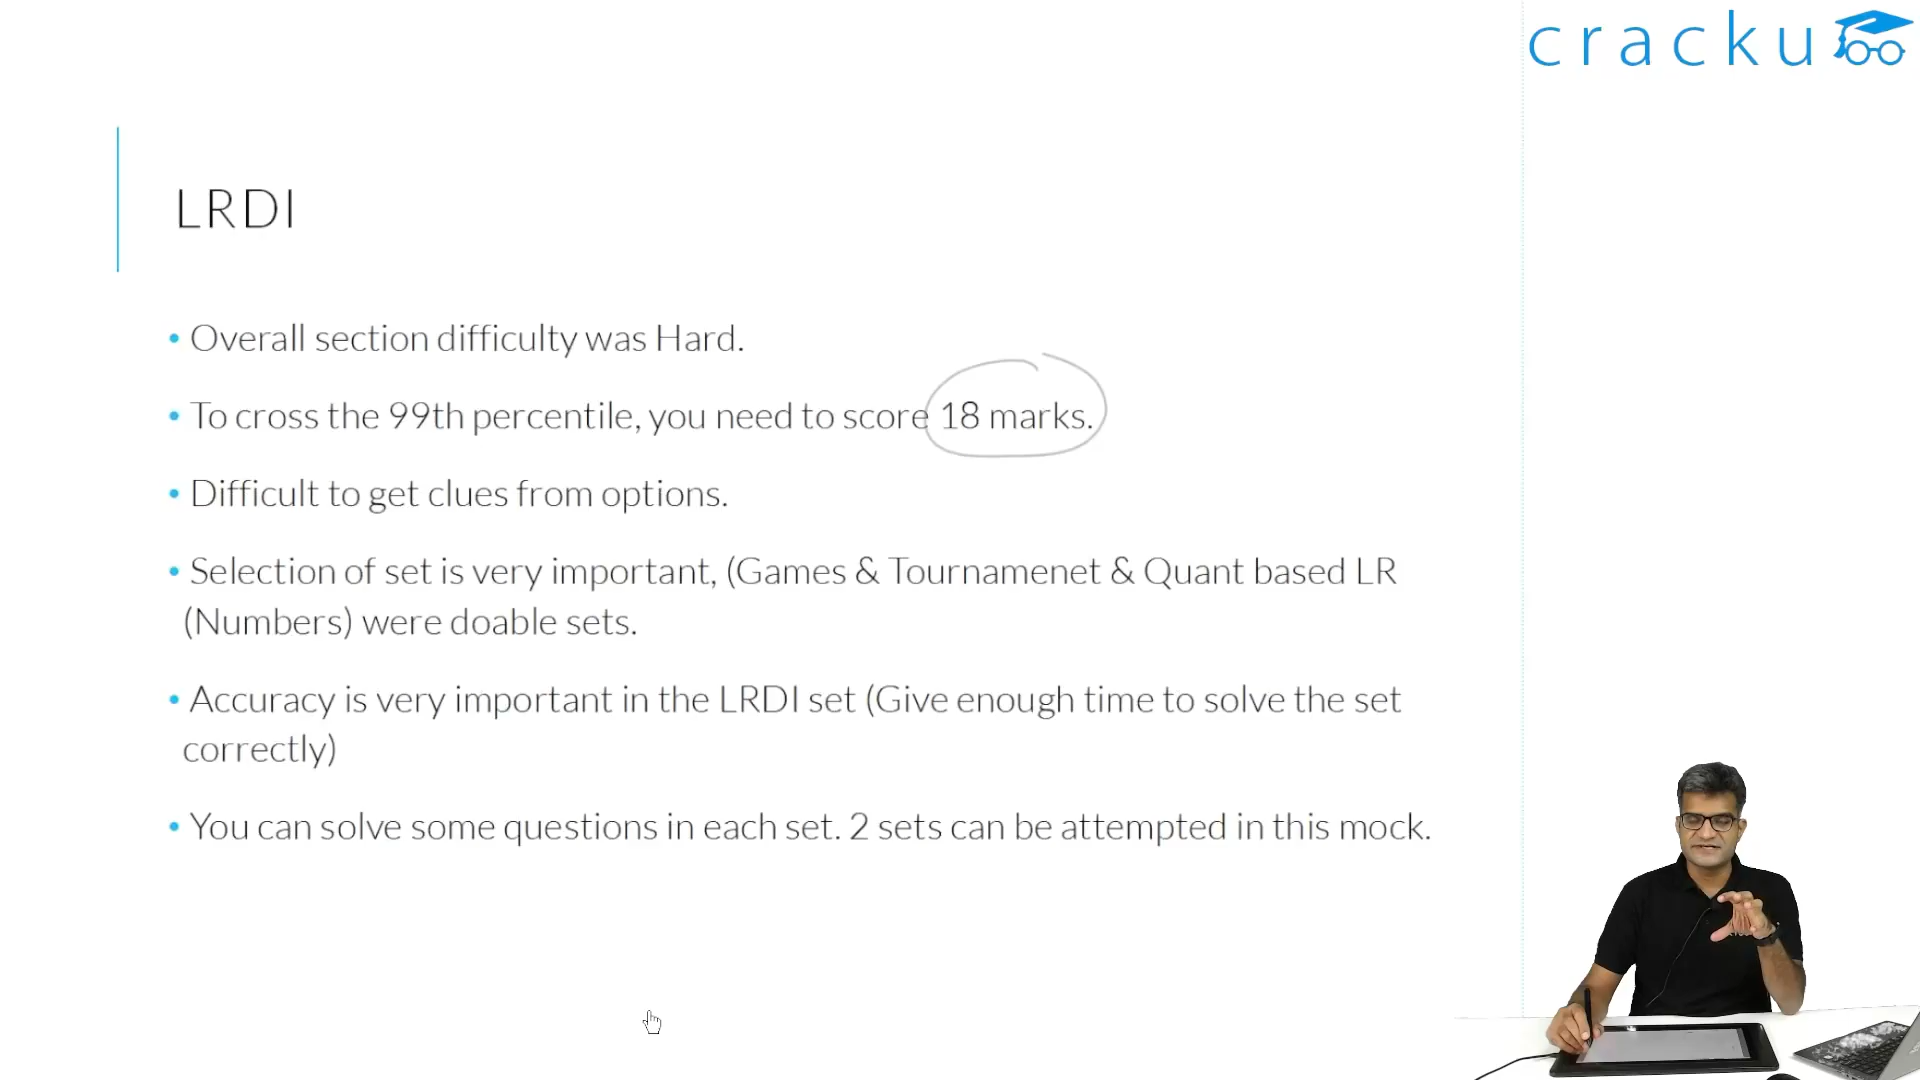 cracku
LRDI
• Overall section difficulty was Hard.
• To cross the 99th percentile, you need to score 18 marks.
• Difficult to get clues from options.
• Selection of set is very important, (Games & Tournamenet & Quant based LR
(Numbers) were doable sets.
• Accuracy is very important in the LRDI set (Give enough time to solve the set
correctly)
• You can solve some questions in each set. 2 sets can be attempted in this mock.